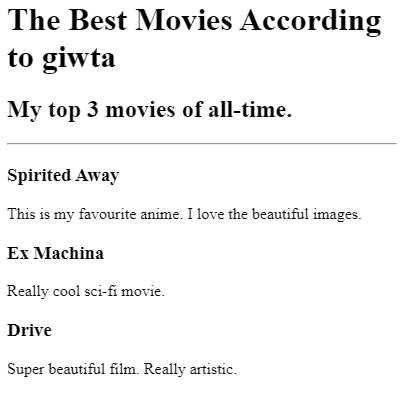 The Best Movies According
to giwta
My top 3 movies of all-time.
Spirited Away
This is my favourite anime. I love the beautiful images.
Ex Machina
Really cool sci-fi movie.
Drive
Super beautiful film. Really artistic.